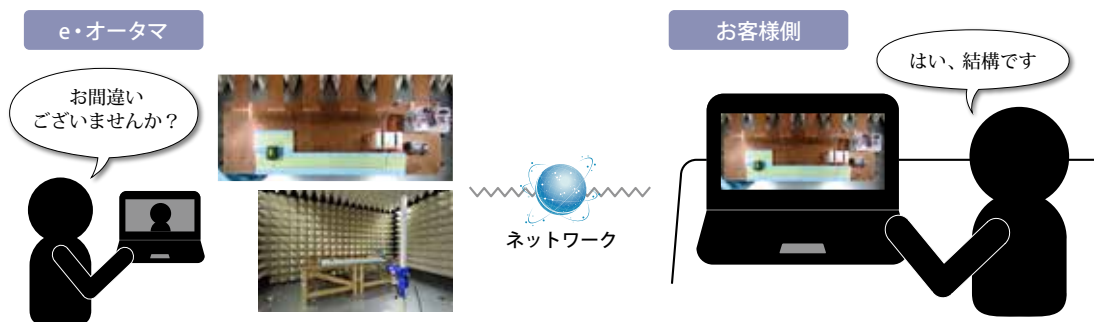 e・オータマ
お客様側
お間違い
ございませんか？
はい、結構です
ネットワーク